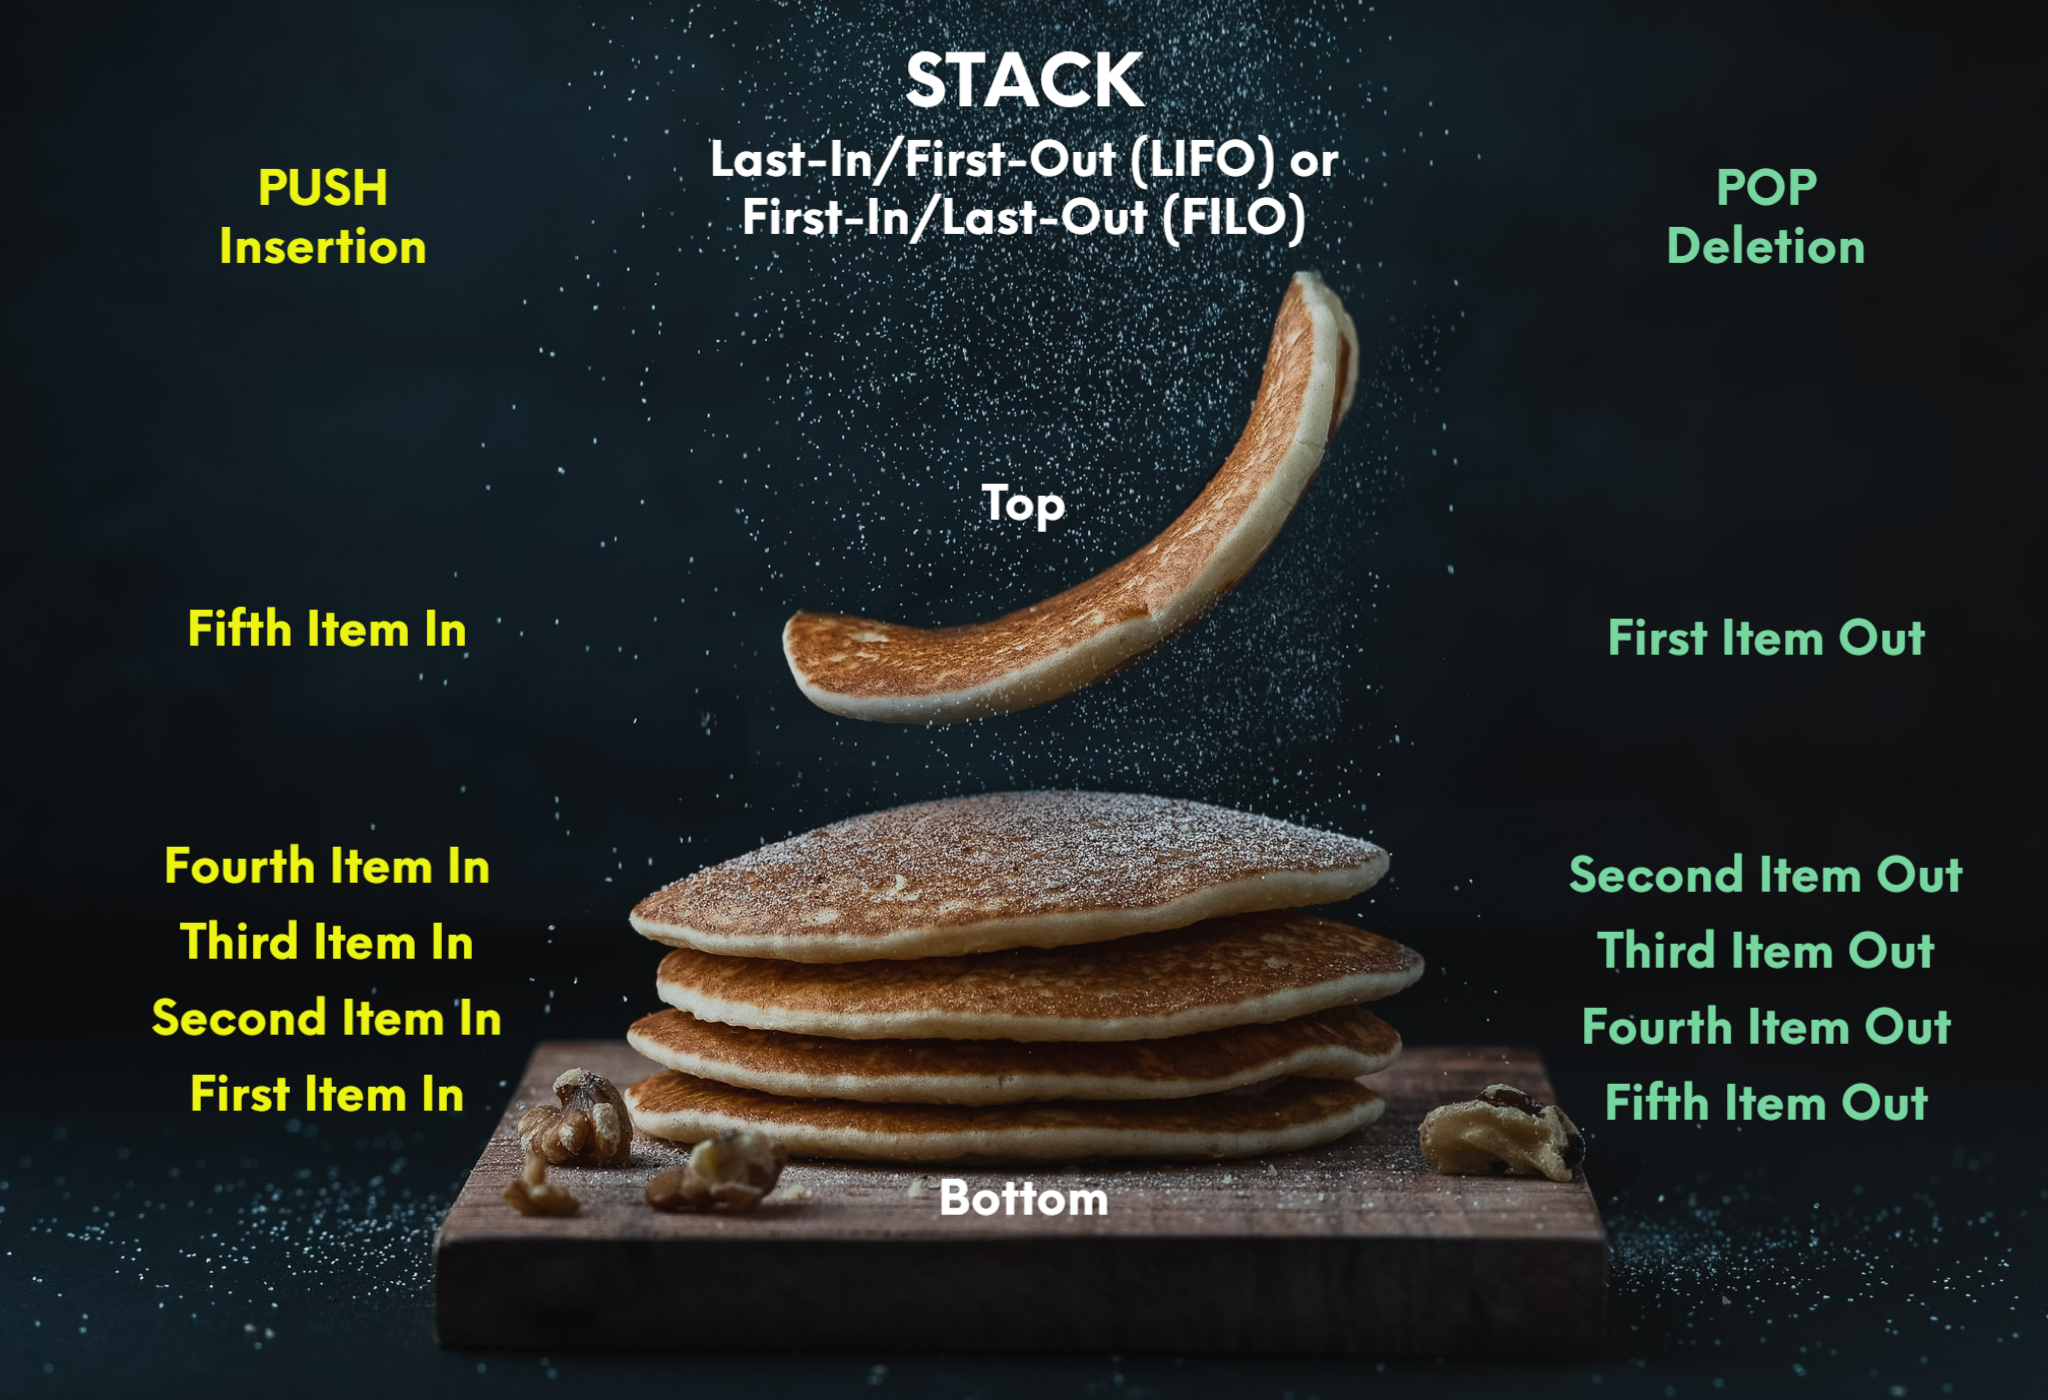 STACK
Last-In/First-Out (LIFO) or
First-In/Last-Out (FILO)
PUSH
Insertion
POP
Deletion
Top
Fifth Item In
First Item Out
Fourth Item In
Second Item Out
Third Item In
Third Item Out
Second Item In
Fourth Item Out
First Item In
Fifth Item Out
Bottom